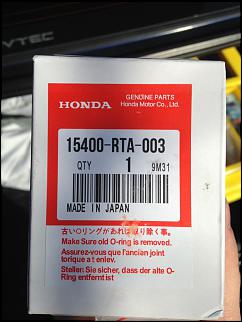 VTEC
GENUINE PARTS
HONDA Honda Motor Co., Ltd.
15400-RTA-003
QTY 1 9M31
MADE IN JAPAN
古いOリングがあれば取り除く事。
Make Sure old O-ring is removed.
Assurez-vous que l'ancien joint
torique a t enlev.
Steller: Sie sicher, dass der alte O-
Ring entfernt ist